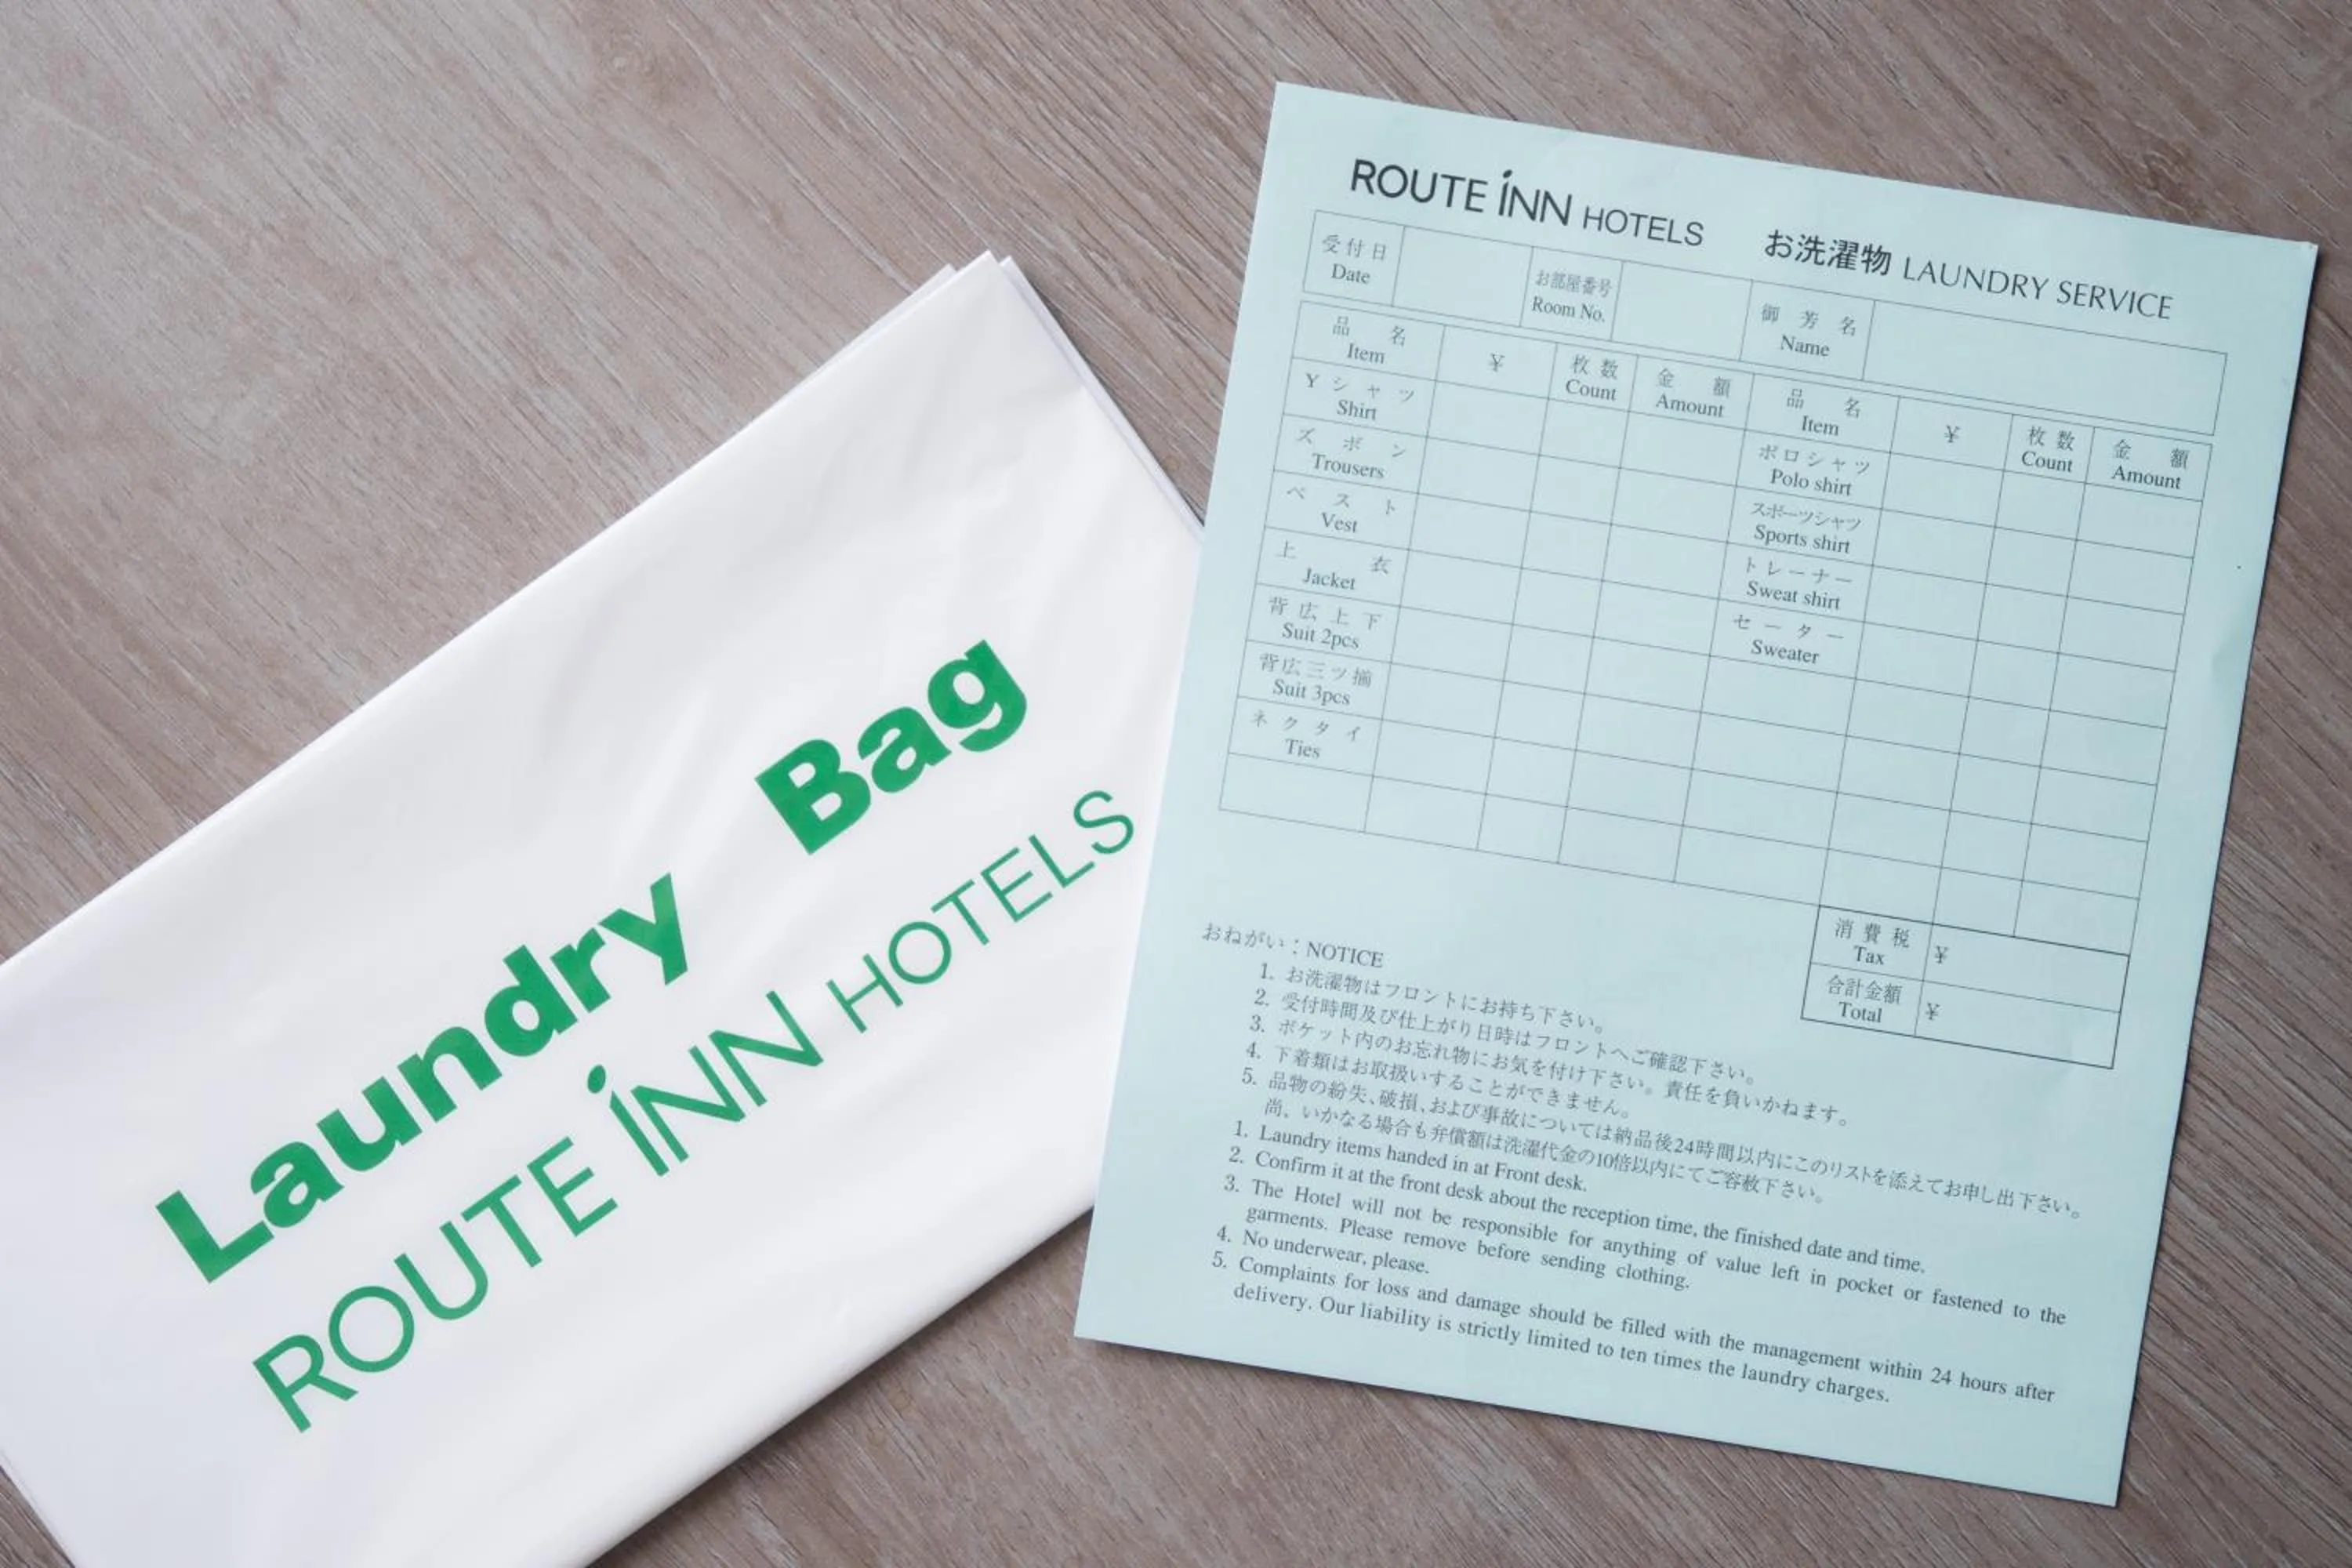 Laundry Bag
ROUTE INN HOTELS
ROUTE INN HOTELS お洗濯物 LAUNDRY SERVICE
受付日 お部屋番号 御芳名
Date Room No. Name
品名 ¥ 枚数 金額 品名 ¥ 枚数 金額
Item Count Amount Item Count Amount
Yシャツ ポロシャツ
Shirt Polo shirt
ズボン スポーツシャツ
Trousers Sports shirt
ベスト トレーナー
Vest Sweat shirt
上衣 セーター
Jacket Sweater
背広上下
Suit 2pcs
背広三ツ揃
Suit 3pcs
ネクタイ
Ties
消費税 ¥
Tax
合計金額 ¥
Total
おねがい：NOTICE
1. お洗濯物はフロントにお持ち下さい。
2. 受付時間及び仕上がり日時はフロントへご確認下さい。
3. ポケット内のお忘れ物にお気を付け下さい。責任を負いかねます。
4. 下着類はお取扱いすることができません。
5. 品物の紛失、破損、および事故については納品後24時間以内にこのリストを添えてお申し出下さい。
尚、いかなる場合も弁償額は洗濯代金の10倍以内にてご容赦下さい。
1. Laundry items handed in at Front desk.
2. Confirm it at the front desk about the reception time, the finished date and time.
3. The Hotel will not be responsible for anything of value left in pocket or fastened to the
garments. Please remove before sending clothing.
4. No underwear, please.
5. Complaints for loss and damage should be filled with the management within 24 hours after
delivery. Our liability is strictly limited to ten times the laundry charges.